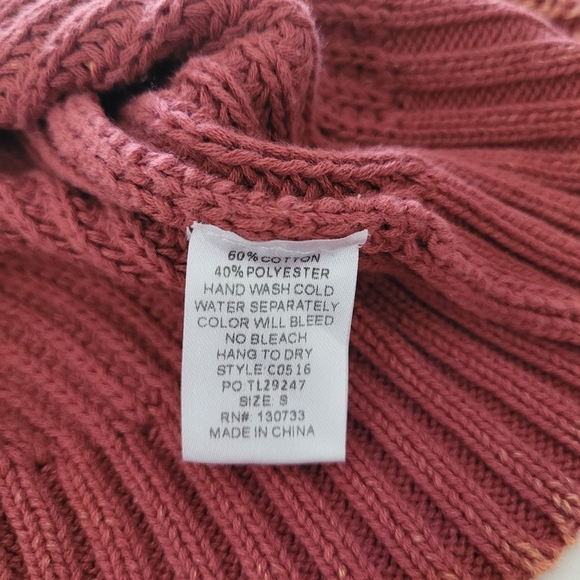 60% COTTON
40% POLYESTER
HAND WASH COLD
WATER SEPARATELY
COLOR WILL BLEED
NO BLEACH
HANG TO DRY
STYLE:C0516
PO:TL29247
SIZE: S
RN#: 130733
MADE IN CHINA